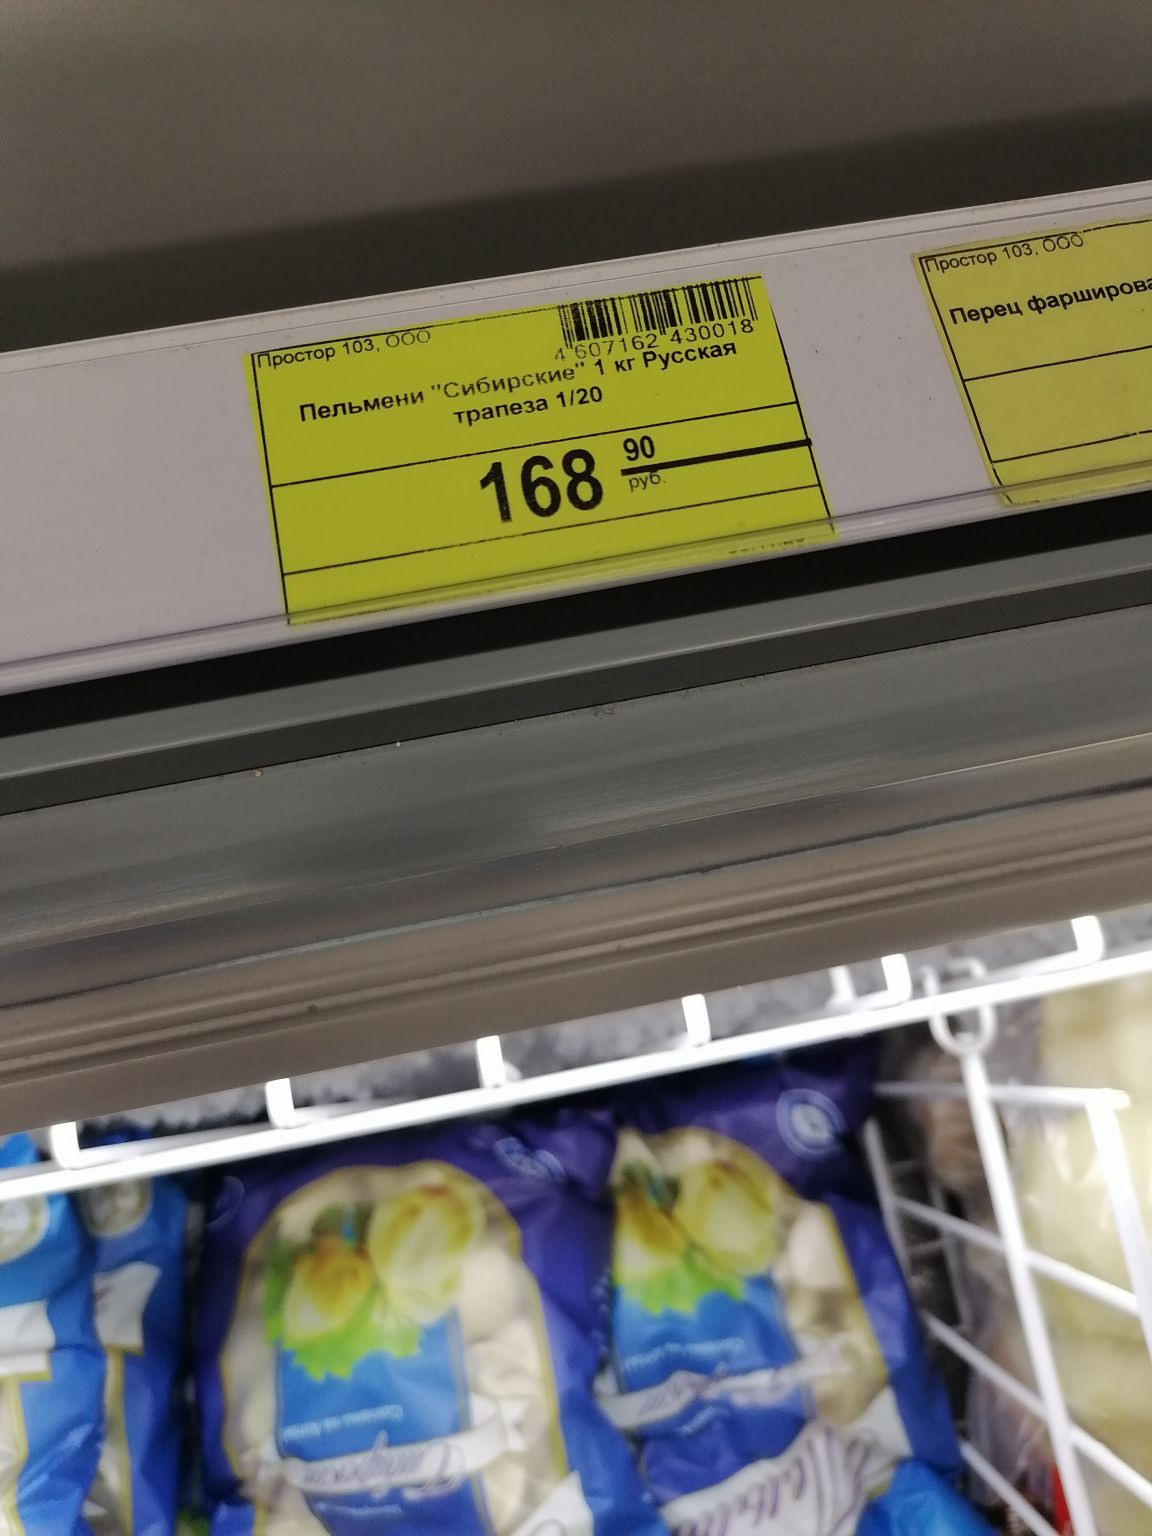 Простор 103, ООО
4 607162 430018
Пельмени "Сибирские" 1 кг Русская
трапеза 1/20
168 90
руб.
Простор 103, ООО
Перец фарширова